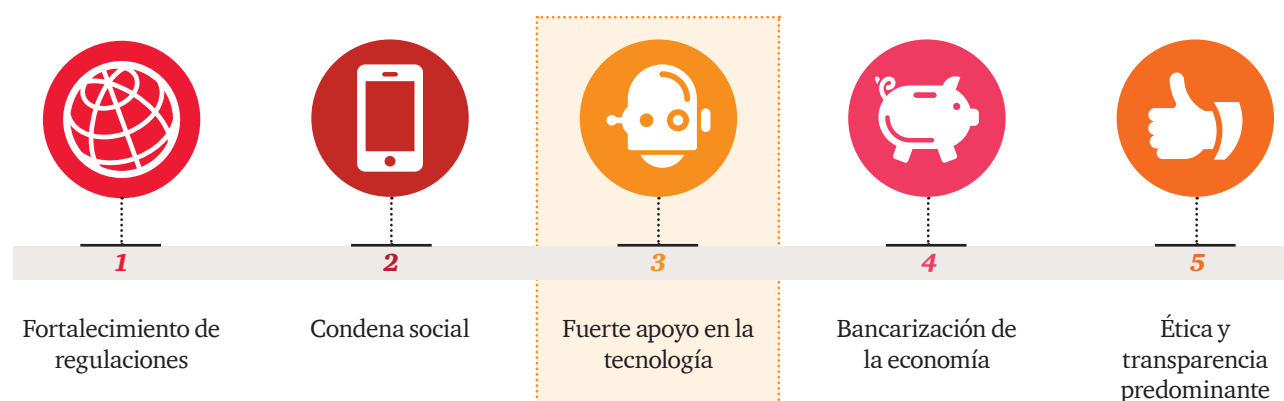 1
2
3
4
5
Fortalecimiento de
regulaciones
Condena social
Fuerte apoyo en la
tecnología
Bancarización de
la economía
Ética y
transparencia
predominante